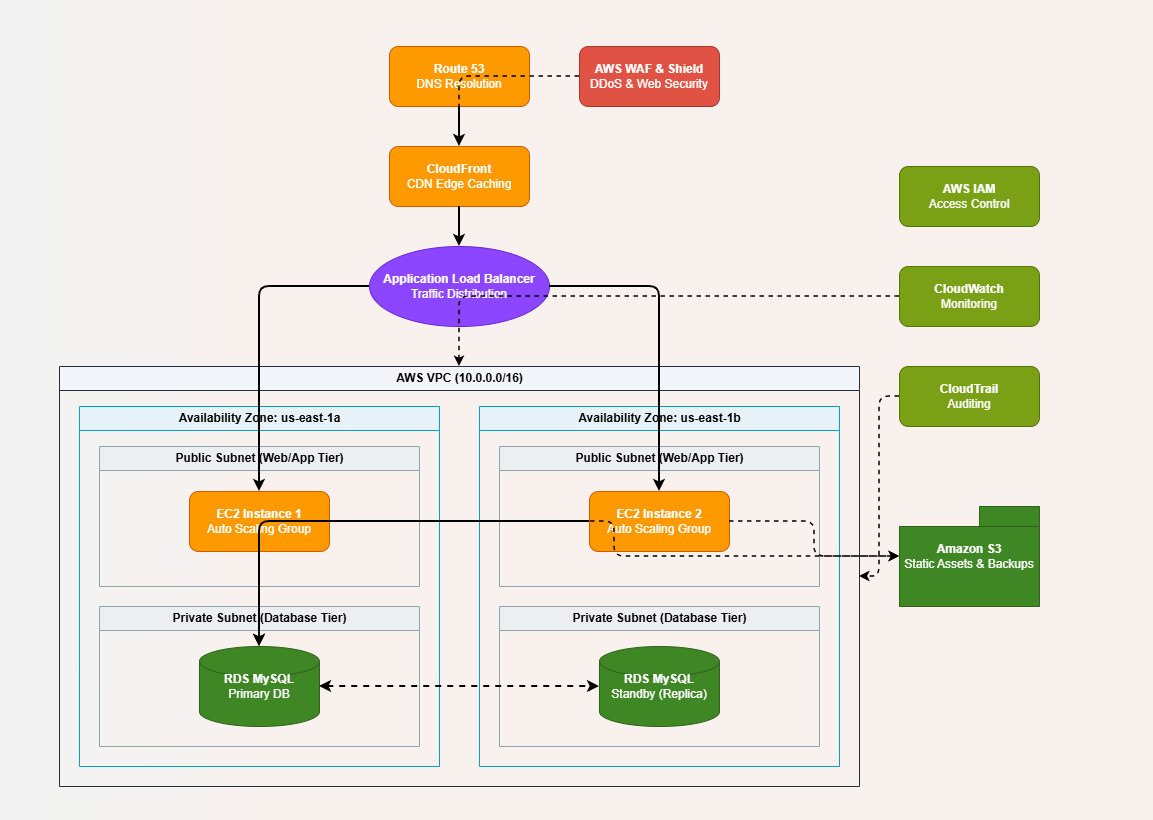 Route 53
DNS Resolution
AWS WAF & Shield
DDoS & Web Security
CloudFront
CDN Edge Caching
AWS IAM
Access Control
Application Load Balancer
Traffic Distribution
CloudWatch
Monitoring
AWS VPC (10.0.0.0/16)
CloudTrail
Auditing
Availability Zone: us-east-1a
Availability Zone: us-east-1b
Public Subnet (Web/App Tier)
Public Subnet (Web/App Tier)
EC2 Instance 1
Auto Scaling Group
EC2 Instance 2
Auto Scaling Group
Amazon S3
Static Assets & Backups
Private Subnet (Database Tier)
Private Subnet (Database Tier)
RDS MySQL
Primary DB
RDS MySQL
Standby (Replica)